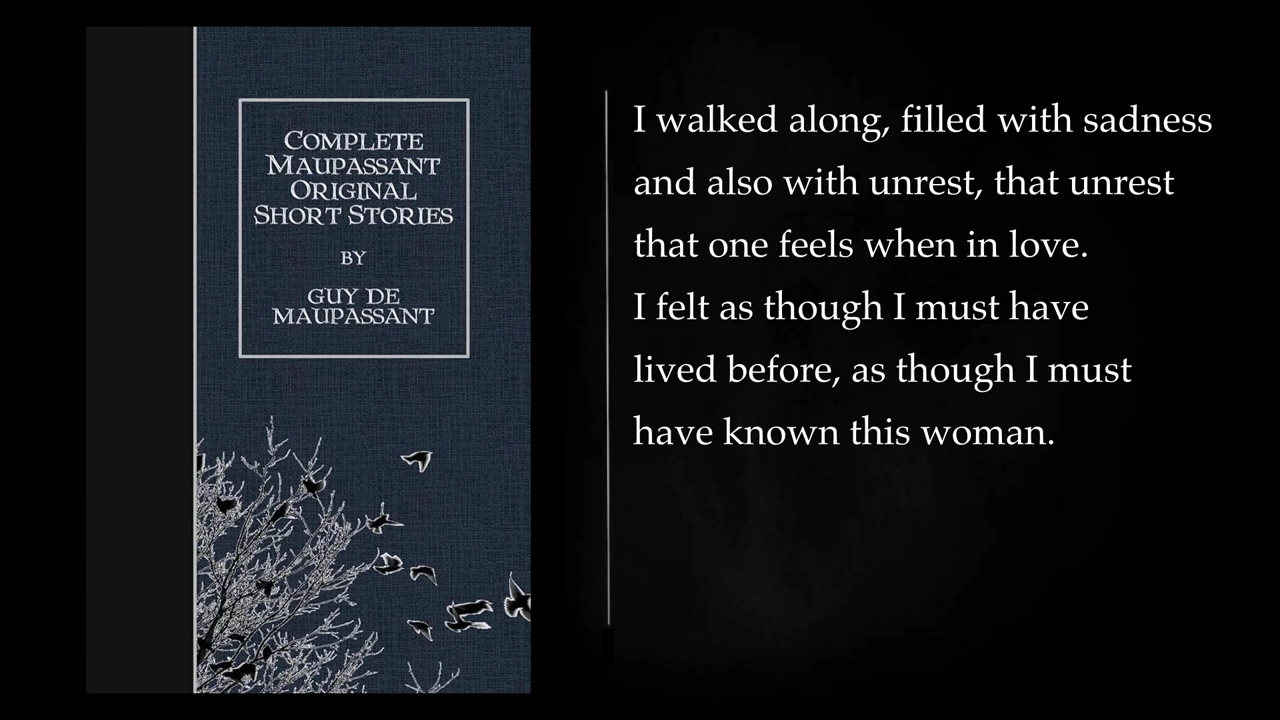 COMPLETE
MAUPASSANT
ORIGINAL
SHORT STORIES
BY
GUY DE
MAUPASSANT
I walked along, filled with sadness
and also with unrest, that unrest
that one feels when in love.
I felt as though I must have
lived before, as though I must
have known this woman.